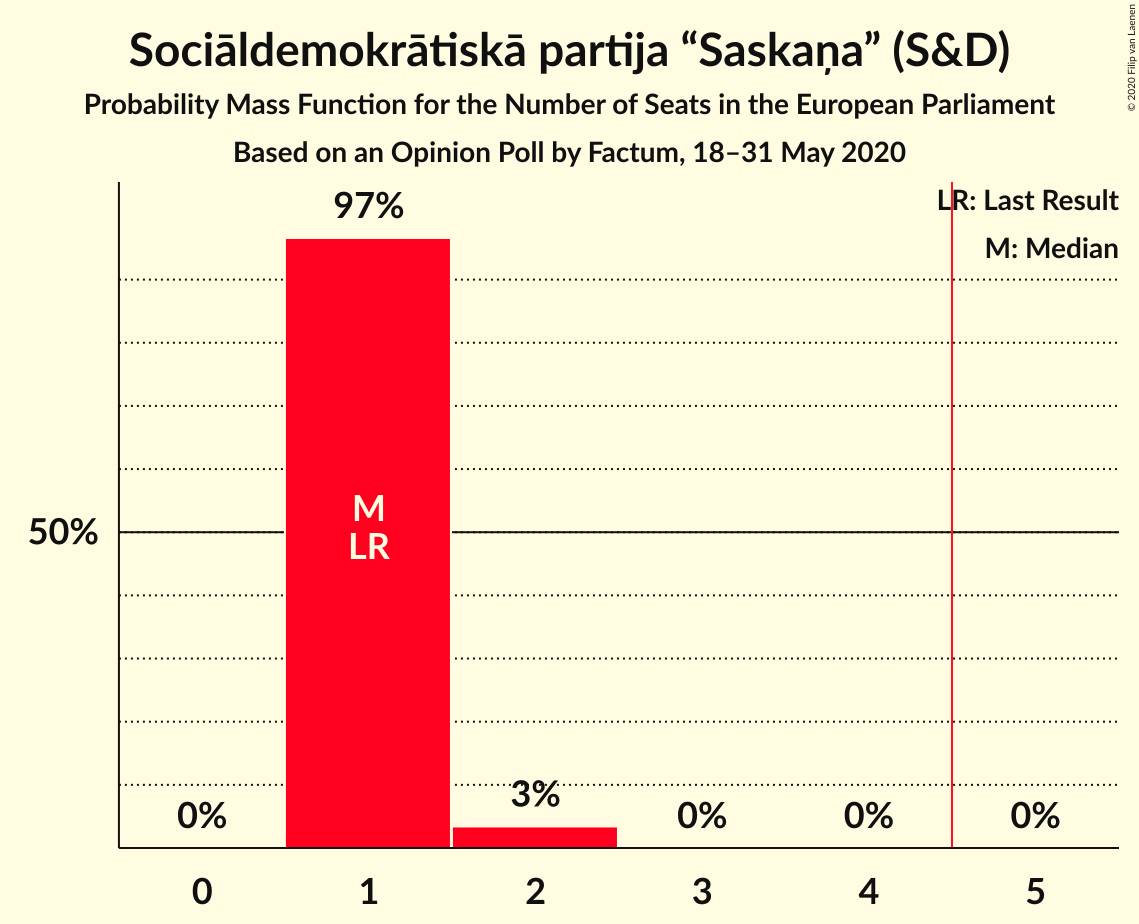 Sociāldemokrātiskā partija “Saskaņa” (S&D)
Probability Mass Function for the Number of Seats in the European Parliament
Based on an Opinion Poll by Factum, 18–31 May 2020
© 2020 Filip van Laenen
LR: Last Result
M: Median
97%
50%
M
LR
3%
0%
0%
0%
0%
0 1 2 3 4 5